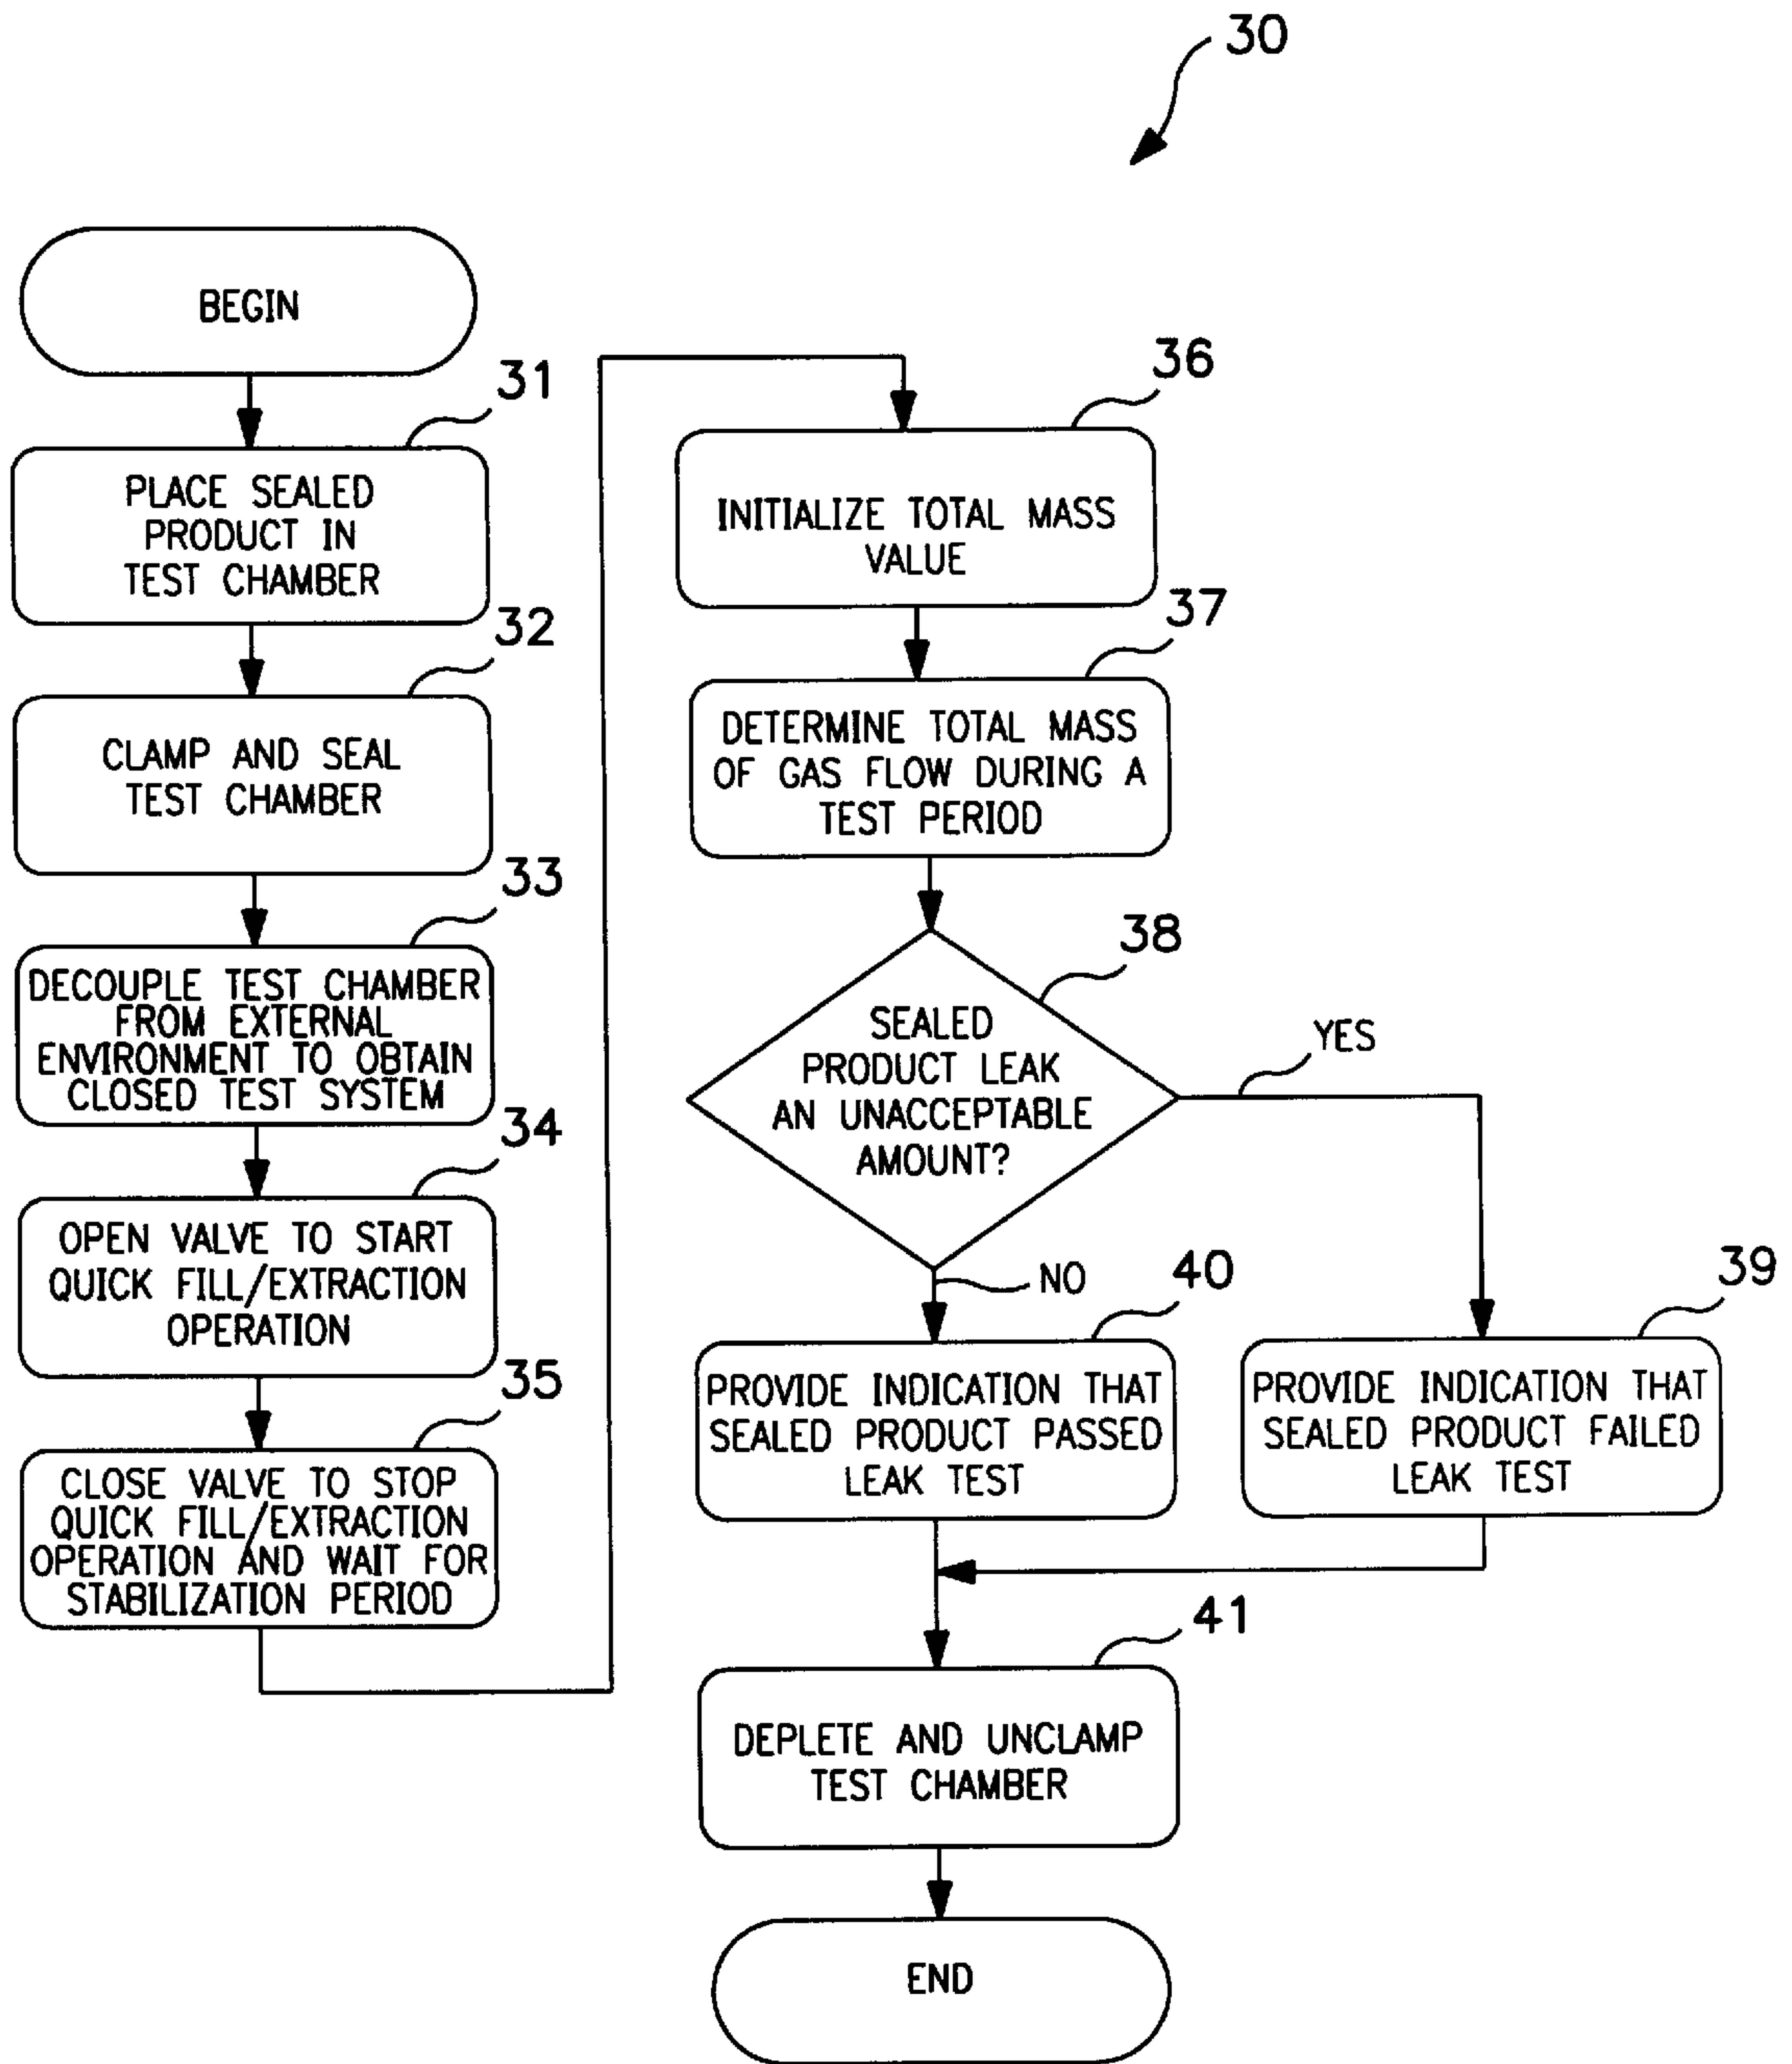 30
BEGIN
31
PLACE SEALED
PRODUCT IN
TEST CHAMBER
32
CLAMP AND SEAL
TEST CHAMBER
33
DECOUPLE TEST CHAMBER
FROM EXTERNAL
ENVIRONMENT TO OBTAIN
CLOSED TEST SYSTEM
34
OPEN VALVE TO START
QUICK FILL/EXTRACTION
OPERATION
35
CLOSE VALVE TO STOP
QUICK FILL/EXTRACTION
OPERATION AND WAIT FOR
STABILIZATION PERIOD
36
INITIALIZE TOTAL MASS
VALUE
37
DETERMINE TOTAL MASS
OF GAS FLOW DURING A
TEST PERIOD
38
SEALED
PRODUCT LEAK
AN UNACCEPTABLE
AMOUNT?
YES
NO
40
PROVIDE INDICATION THAT
SEALED PRODUCT PASSED
LEAK TEST
39
PROVIDE INDICATION THAT
SEALED PRODUCT FAILED
LEAK TEST
41
DEPLETE AND UNCLAMP
TEST CHAMBER
END